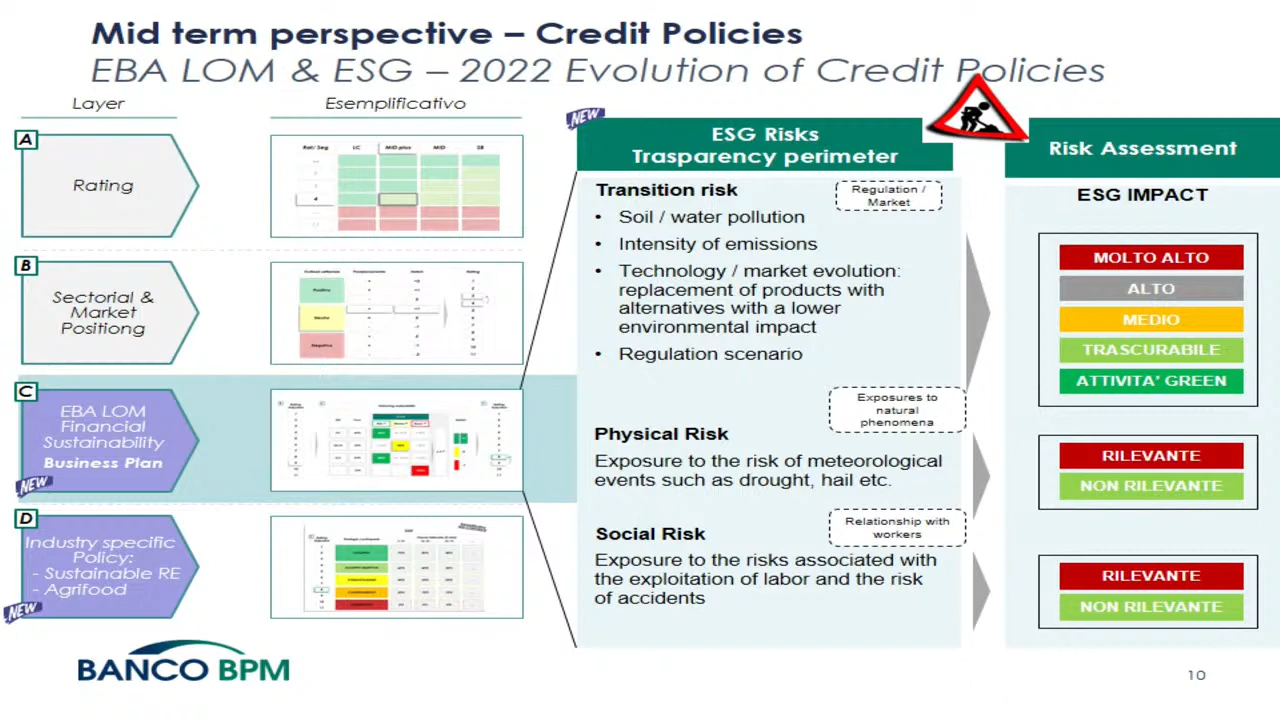 Mid term perspective – Credit Policies
EBA LOM & ESG – 2022 Evolution of Credit Policies
Layer
Esemplificativo
A
Rating
LC
MID plus
MID
SB
B
Sectorial &
Market
Positiong
Rating
C
EBA LOM
Financial
Sustainability
Business Plan
NEW
D
Industry specific
Policy:
- Sustainable RE
- Agrifood
NEW
NEW
ESG Risks
Trasparency perimeter
Transition risk
Regulation /
Market
• Soil / water pollution
• Intensity of emissions
• Technology / market evolution:
replacement of products with
alternatives with a lower
environmental impact
• Regulation scenario
Exposures to
natural
phenomena
Physical Risk
Exposure to the risk of meteorological
events such as drought, hail etc.
Relationship with
workers
Social Risk
Exposure to the risks associated with
the exploitation of labor and the risk
of accidents
Risk Assessment
ESG IMPACT
MOLTO ALTO
ALTO
MEDIO
TRASCURABILE
ATTIVITA' GREEN
RILEVANTE
NON RILEVANTE
RILEVANTE
NON RILEVANTE
BANCO BPM
10